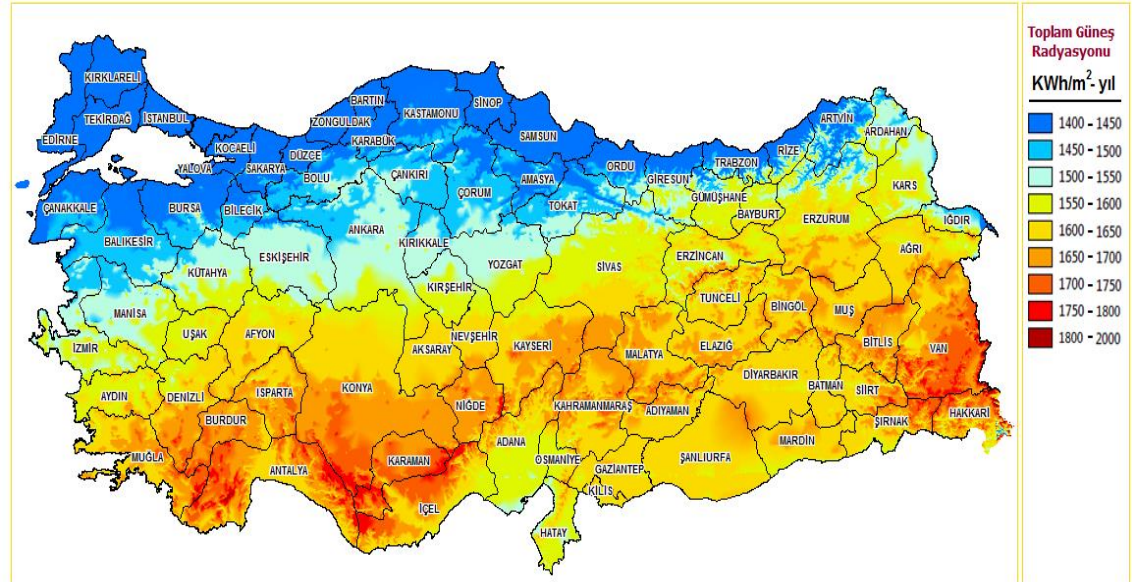 KIRKLARELİ
TEKİRDAĞ
İSTANBUL
EDİRNE
KOCAELİ
YALOVA
SAKARYA
DÜZCE
ZONGULDAK
BARTIN
KARABÜK
KASTAMONU
SİNOP
SAMSUN
BOLU
ÇANKIRI
ÇORUM
AMASYA
TOKAT
ORDU
GİRESUN
TRABZON
RİZE
ARTVİN
ARDAHAN
KARS
GÜMÜŞHANE
BAYBURT
ERZURUM
IĞDIR
AĞRI
ÇANAKKALE
BALIKEŞİR
BURSA
BİLECİK
KÜTAHYA
ESKİŞEHİR
ANKARA
KIRIKKALE
YOZGAT
KIRŞEHİR
SİVAS
ERZİNCAN
TUNCELİ
BİNGÖL
MUŞ
BİTLİS
VAN
MANİSA
İZMİR
UŞAK
AFYON
NEVŞEHİR
AKSARAY
KAYSERİ
MALATYA
ELAZIĞ
DİYARBAKIR
BATMAN
SİİRT
ŞIRNAK
HAKKARİ
AYDIN
DENİZLİ
ISPARTA
BURDUR
KONYA
NİĞDE
KAHRAMANMARAŞ
ADIYAMAN
MARDİN
MUĞLA
ANTALYA
KARAMAN
İÇEL
ADANA
OSMANİYE
GAZİANTEP
ŞANLIURFA
KİLİS
HATAY
Toplam Güneş
Radyasyonu
KWh/m²- yıl
1400 - 1450
1450 - 1500
1500 - 1550
1550 - 1600
1600 - 1650
1650 - 1700
1700 - 1750
1750 - 1800
1800 - 2000